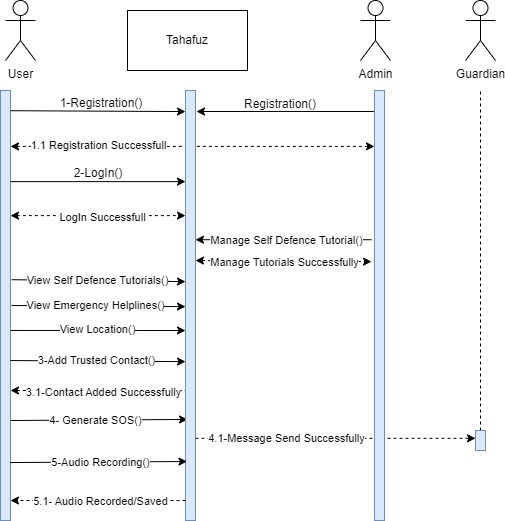 Tahafuz
User Admin Guardian
1-Registration() Registration()
1.1 Registration Successfull
2-LogIn()
LogIn Successfull
Manage Self Defence Tutorial()
Manage Tutorials Successfully
View Self Defence Tutorials()
View Emergency Helplines()
View Location()
3-Add Trusted Contact()
3.1-Contact Added Successfully
4- Generate SOS()
4.1-Message Send Successfully
5-Audio Recording()
5.1- Audio Recorded/Saved